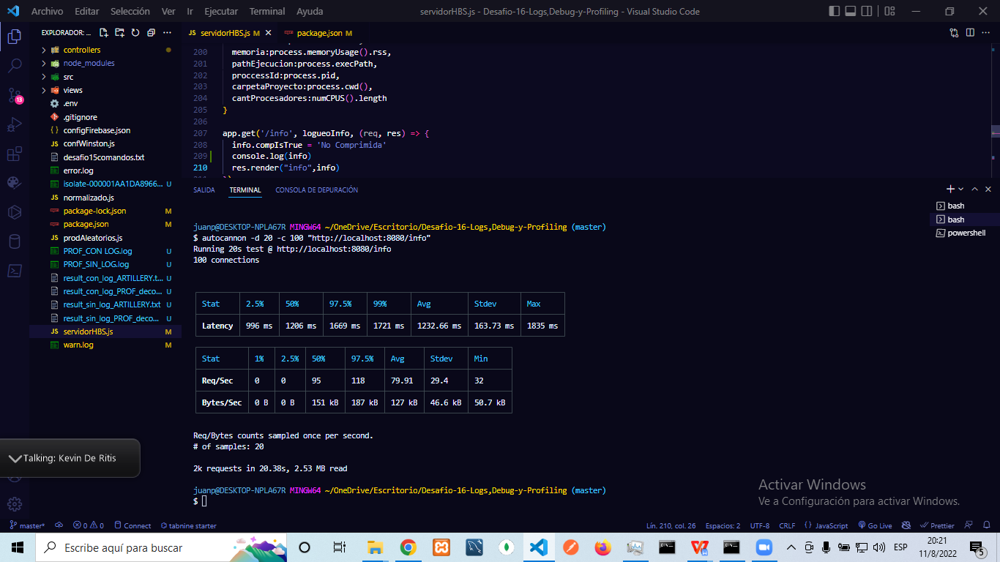 Archivo Editar Selección Ver Ir Ejecutar Terminal Ayuda
servidorHBS.js - Desafio-16-Logs,Debug-y-Profiling - Visual Studio Code
EXPLORADOR: ...
servidorHBS.js M
package.json M
controllers
node_modules
src
views
.env
.gitignore
configFirebase.json
confWinston.js
desafio15comandos.txt
error.log
isolate-000001AA1DA8966... U
normalizado.js
package-lock.json M
package.json M
prodAleatorios.js
PROF_CON LOG.log U
PROF_SIN_LOG.log U
result_con_log_ARTILLERY.t... U
result_con_log_PROF_deco... U
result_sin_log_ARTILLERY.txt U
result_sin_log_PROF_deco... U
servidorHBS.js M
warn.log M
13
200 memoria:process.memoryUsage().rss,
201 pathEjecucion:process.execPath,
202 proccessId:process.pid,
203 carpetaProyecto:process.cwd(),
204 cantProcesadores:numCPUS().length
205 }
206
207 app.get('/info', logueoInfo, (req, res) => {
208 info.compIsTrue = 'No Comprimida'
209 console.log(info)
210 res.render("info",info)
SALIDA TERMINAL CONSOLA DE DEPURACIÓN
bash
bash
powershell
juanp@DESKTOP-NPLA67R MINGW64 ~/OneDrive/Escritorio/Desafio-16-Logs,Debug-y-Profiling (master)
$ autocannon -d 20 -c 100 "http://localhost:8080/info"
Running 20s test @ http://localhost:8080/info
100 connections
Stat 2.5% 50% 97.5% 99% Avg Stdev Max
Latency 996 ms 1206 ms 1669 ms 1721 ms 1232.66 ms 163.73 ms 1835 ms
Stat 1% 2.5% 50% 97.5% Avg Stdev Min
Req/Sec 0 0 95 118 79.91 29.4 32
Bytes/Sec 0 B 0 B 151 kB 187 kB 127 kB 46.6 kB 50.7 kB
Req/Bytes counts sampled once per second.
# of samples: 20
2k requests in 20.38s, 2.53 MB read
juanp@DESKTOP-NPLA67R MINGW64 ~/OneDrive/Escritorio/Desafio-16-Logs,Debug-y-Profiling (master)
$
Talking: Kevin De Ritis
Activar Windows
Ve a Configuración para activar Windows.
master* 0 0 Connect tabnine starter
Lín. 210, col. 26 Espacios: 2 UTF-8 CRLF JavaScript Go Live Prettier
Escribe aquí para buscar
ESP
20:21
11/8/2022
5